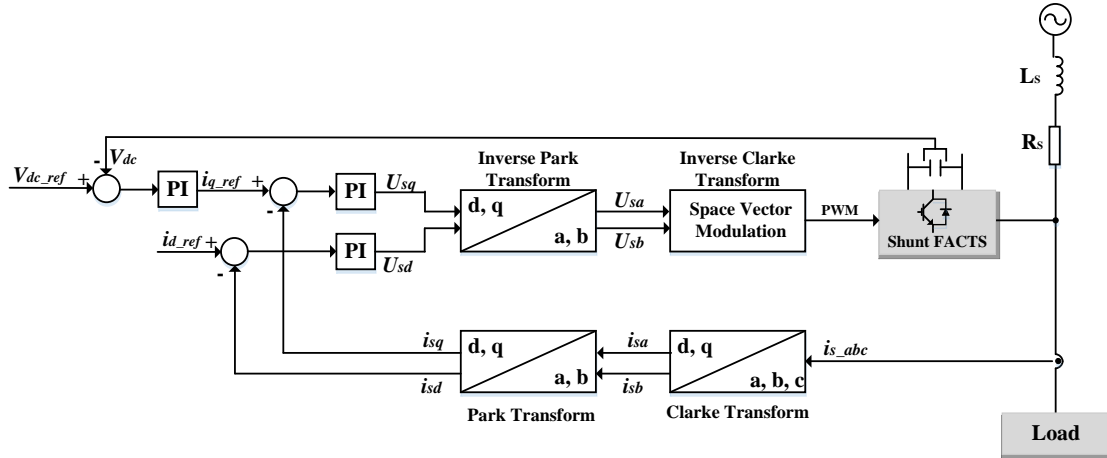 Ls
Rs
-
Vdc
Vdc_ref +
PI
iq_ref +
-
PI
Usq
id_ref +
-
PI
Usd
Inverse Park
Transform
d, q
a, b
Usa
Usb
Inverse Clarke
Transform
Space Vector
Modulation
PWM
Shunt FACTS
isq
isd
d, q
a, b
Park Transform
isa
isb
d, q
a, b, c
Clarke Transform
is_abc
Load